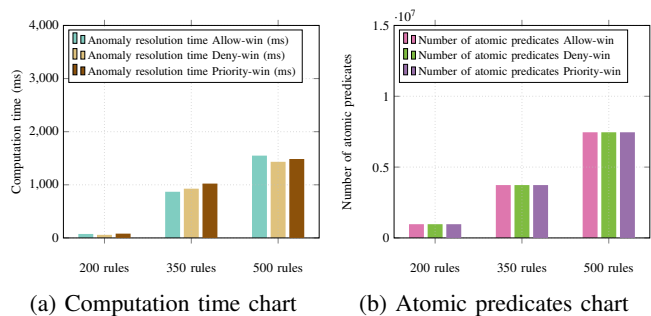 4,000
3,000
2,000
1,000
0
Computation time (ms)
Anomaly resolution time Allow-win (ms)
Anomaly resolution time Deny-win (ms)
Anomaly resolution time Priority-win (ms)
200 rules
350 rules
500 rules
(a) Computation time chart
·10⁷
1.5
1
0.5
0
Number of atomic predicates
Number of atomic predicates Allow-win
Number of atomic predicates Deny-win
Number of atomic predicates Priority-win
200 rules
350 rules
500 rules
(b) Atomic predicates chart